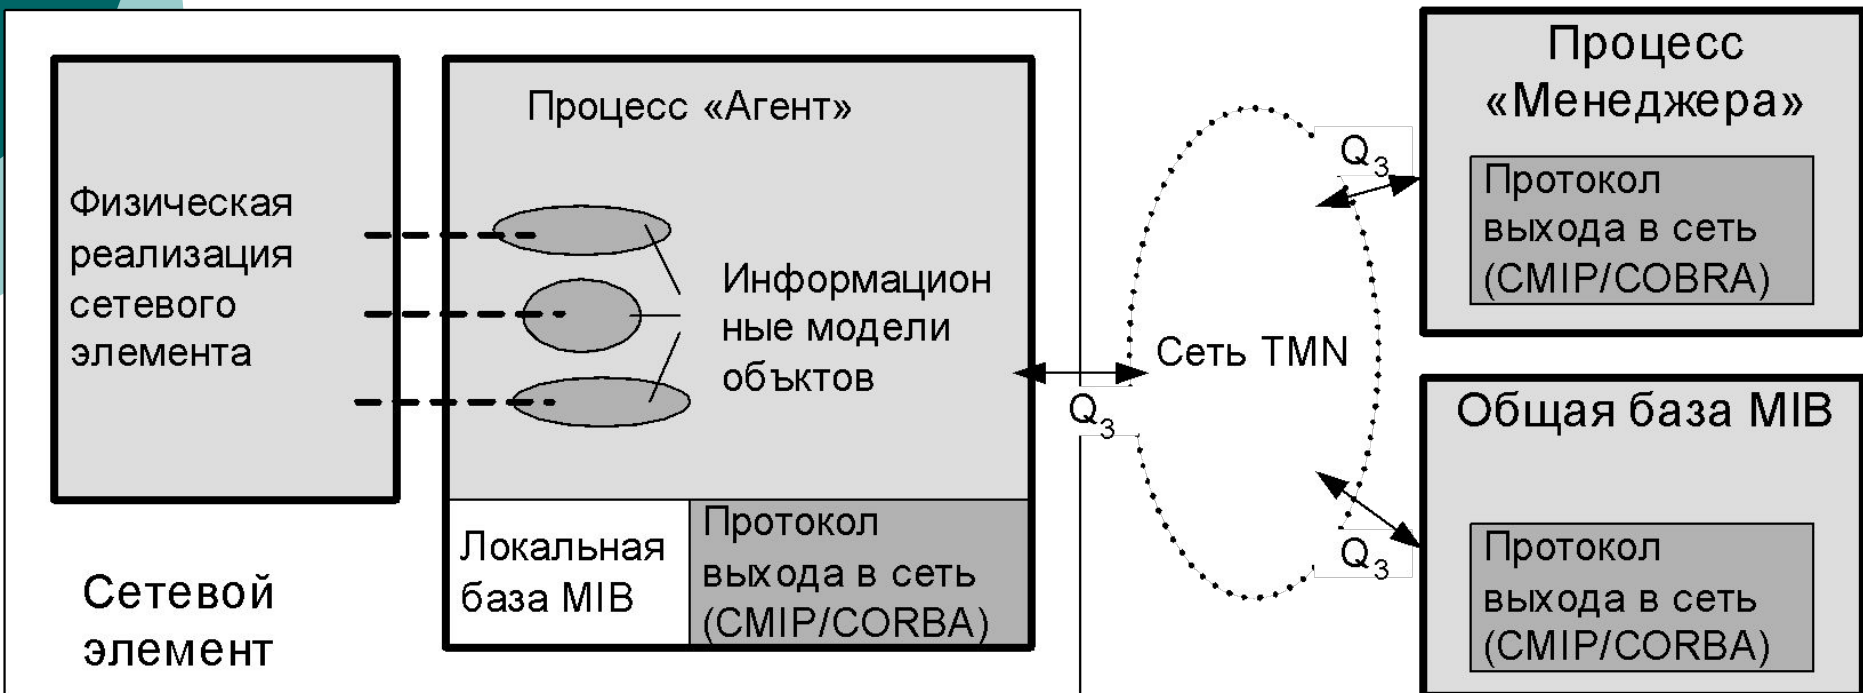 Физическая
реализация
сетевого
элемента
Сетевой
элемент
Процесс «Агент»
Информацион
ные модели
объктов
Локальная
база MIB
Протокол
выхода в сеть
(CMIP/CORBA)
Q3
Сеть TMN
Q3
Q3
Процесс
«Менеджера»
Протокол
выхода в сеть
(CMIP/COBRA)
Общая база MIB
Протокол
выхода в сеть
(CMIP/CORBA)